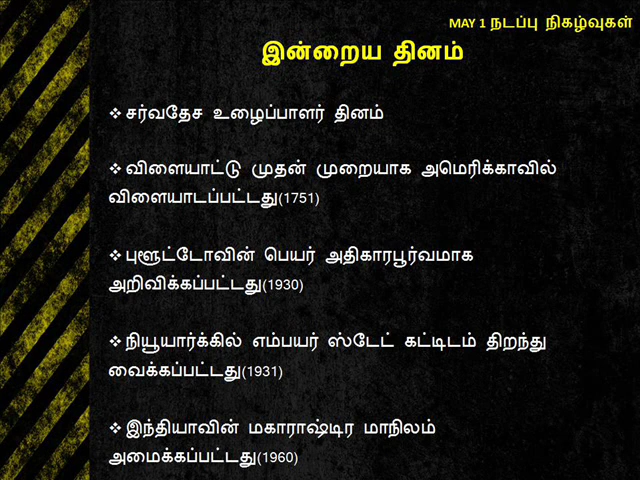 MAY 1 நடப்பு நிகழ்வுகள்
இன்றைய தினம்
❖சர்வதேச உழைப்பாளர் தினம்
❖விளையாட்டு முதன் முறையாக அமெரிக்காவில்
விளையாடப்பட்டது(1751)
❖புளூட்டோவின் பெயர் அதிகாரபூர்வமாக
அறிவிக்கப்பட்டது(1930)
❖நியூயார்க்கில் எம்பயர் ஸ்டேட் கட்டிடம் திறந்து
வைக்கப்பட்டது(1931)
❖இந்தியாவின் மகாராஷ்டிர மாநிலம்
அமைக்கப்பட்டது(1960)